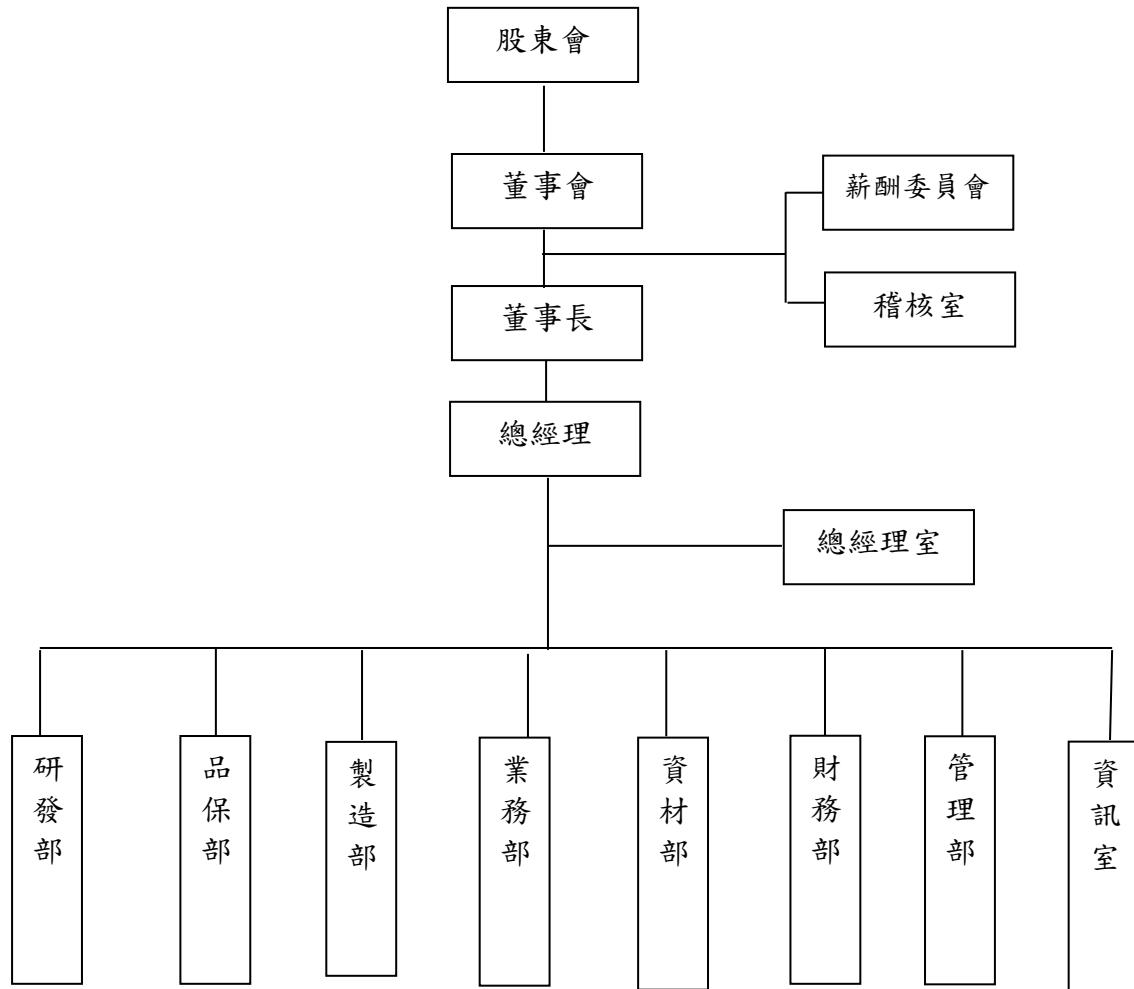 股東會
董事會
薪酬委員會
稽核室
董事長
總經理
總經理室
研發部
品保部
製造部
業務部
資材部
財務部
管理部
資訊室